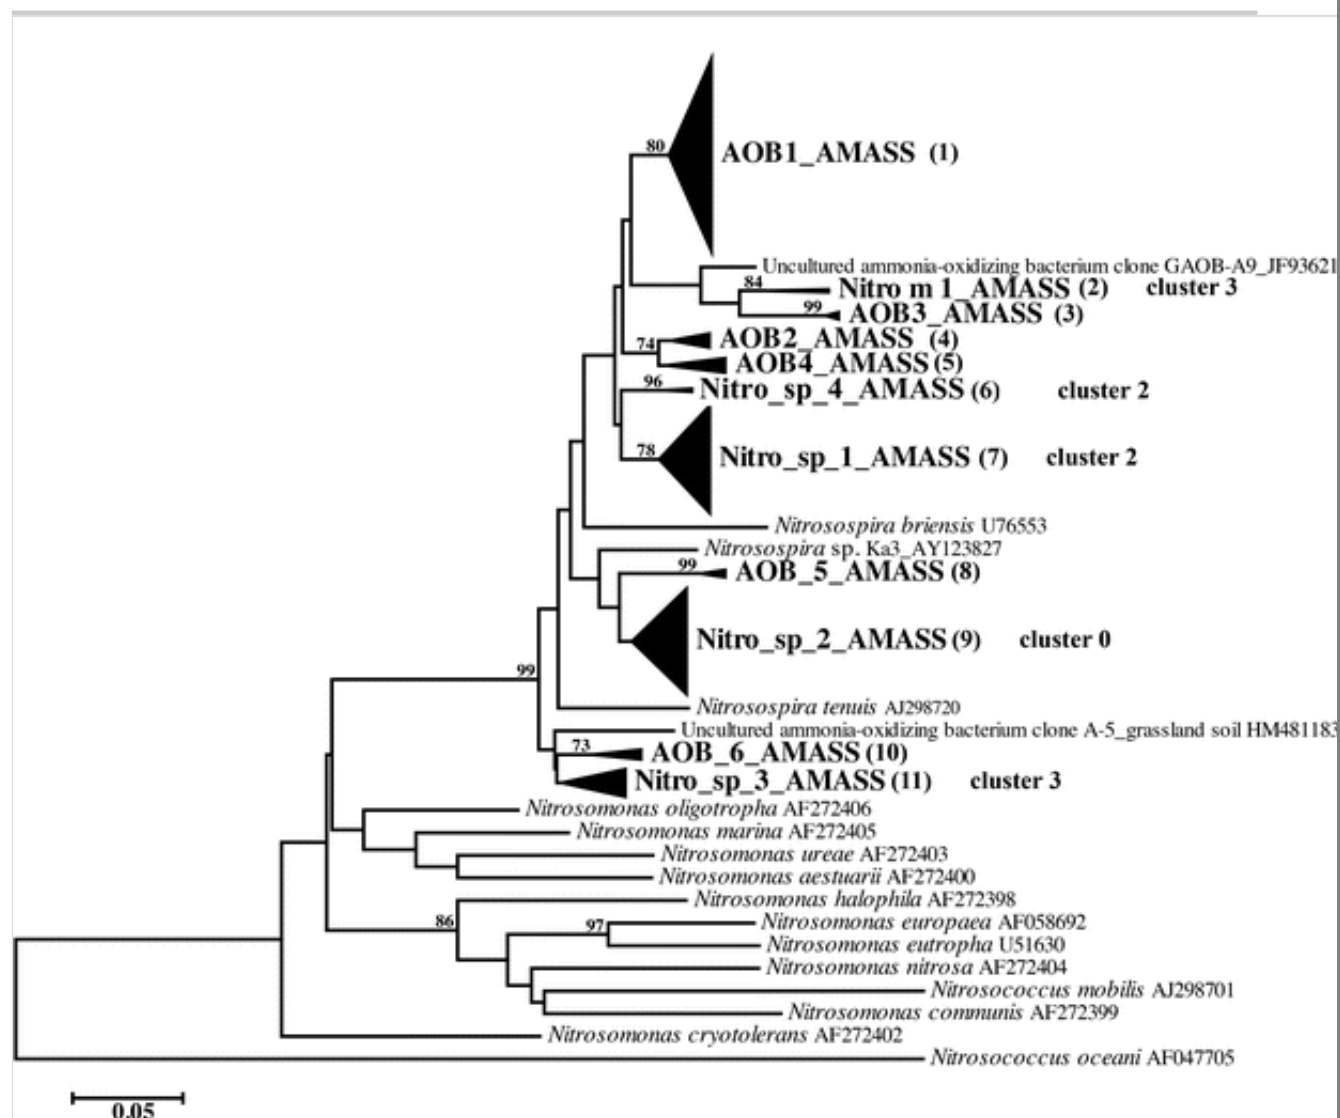 80
AOB1_AMASS (1)
Uncultured ammonia-oxidizing bacterium clone GAOB-A9_JF93621
84
Nitro m 1_AMASS (2) cluster 3
99
AOB3_AMASS (3)
AOB2_AMASS (4)
74
AOB4_AMASS (5)
96
Nitro_sp_4_AMASS (6) cluster 2
78
Nitro_sp_1_AMASS (7) cluster 2
Nitrosospira briensis U76553
Nitrosospira sp. Ka3_AY123827
99
AOB_5_AMASS (8)
Nitro_sp_2_AMASS (9) cluster 0
99
Nitrosospira tenuis AJ298720
Uncultured ammonia-oxidizing bacterium clone A-5_grassland soil HM481183
73
AOB_6_AMASS (10)
Nitro_sp_3_AMASS (11) cluster 3
Nitrosomonas oligotropha AF272406
Nitrosomonas marina AF272405
Nitrosomonas ureae AF272403
Nitrosomonas aestuarii AF272400
Nitrosomonas halophila AF272398
86
97
Nitrosomonas europaea AF058692
Nitrosomonas eutropha U51630
Nitrosomonas nitrosa AF272404
Nitrosococcus mobilis AJ298701
Nitrosomonas communis AF272399
Nitrosomonas cryotolerans AF272402
Nitrosococcus oceani AF047705
0.05